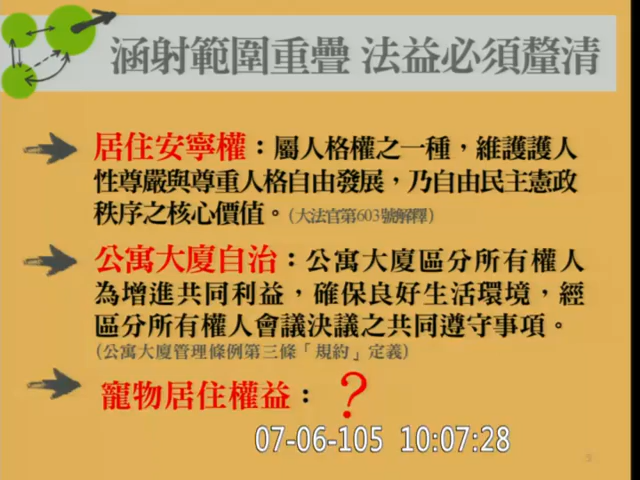 涵射範圍重疊 法益必須釐清
居住安寧權：屬人格權之一種，維護護人
性尊嚴與尊重人格自由發展，乃自由民主憲政
秩序之核心價值。(大法官第603號解釋)
公寓大廈自治：公寓大廈區分所有權人
為增進共同利益，確保良好生活環境，經
區分所有權人會議決議之共同遵守事項。
(公寓大廈管理條例第三條「規約」定義)
寵物居住權益：？
07-06-105 10:07:28
9